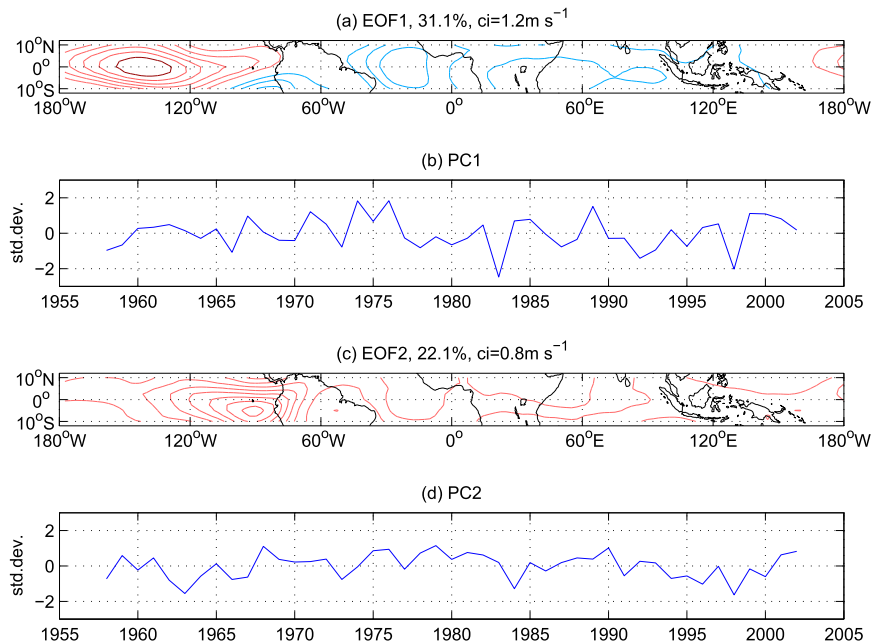 (a) EOF1, 31.1%, ci=1.2m s⁻¹
10°N
0°
10°S
180°W 120°W 60°W 0° 60°E 120°E 180°W
(b) PC1
std.dev.
2
0
−2
1955 1960 1965 1970 1975 1980 1985 1990 1995 2000 2005
(c) EOF2, 22.1%, ci=0.8m s⁻¹
10°N
0°
10°S
180°W 120°W 60°W 0° 60°E 120°E 180°W
(d) PC2
std.dev.
2
0
−2
1955 1960 1965 1970 1975 1980 1985 1990 1995 2000 2005